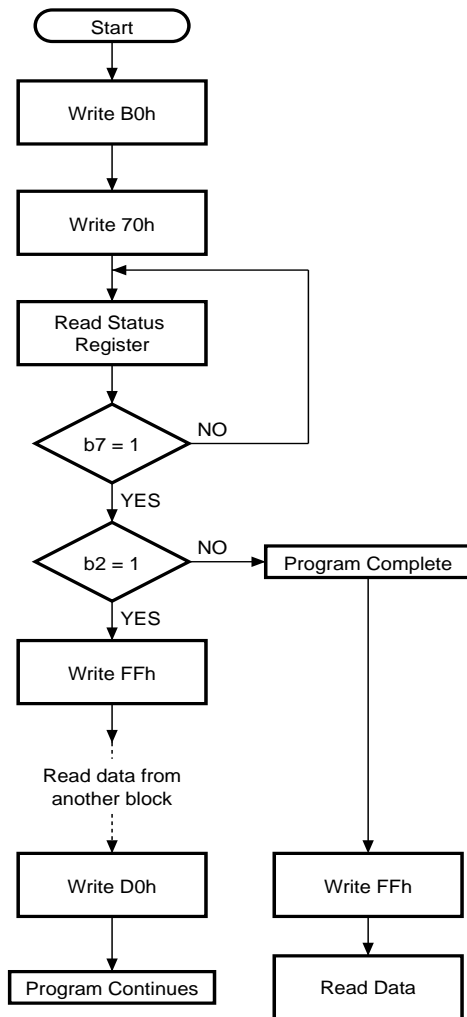 Start
Write B0h
Write 70h
Read Status
Register
b7 = 1
NO
YES
b2 = 1
NO
Program Complete
YES
Write FFh
Read data from
another block
Write D0h
Write FFh
Program Continues
Read Data